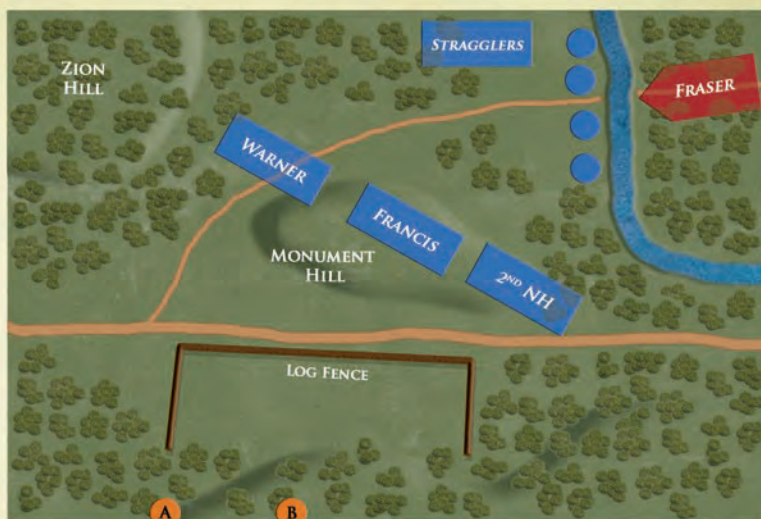 STRAGGLERS
ZION
HILL
FRASER
WARNER
FRANCIS
MONUMENT
HILL
2ND NH
LOG FENCE
A
B